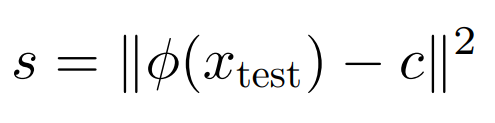 s = ‖ϕ(x_test) − c‖²